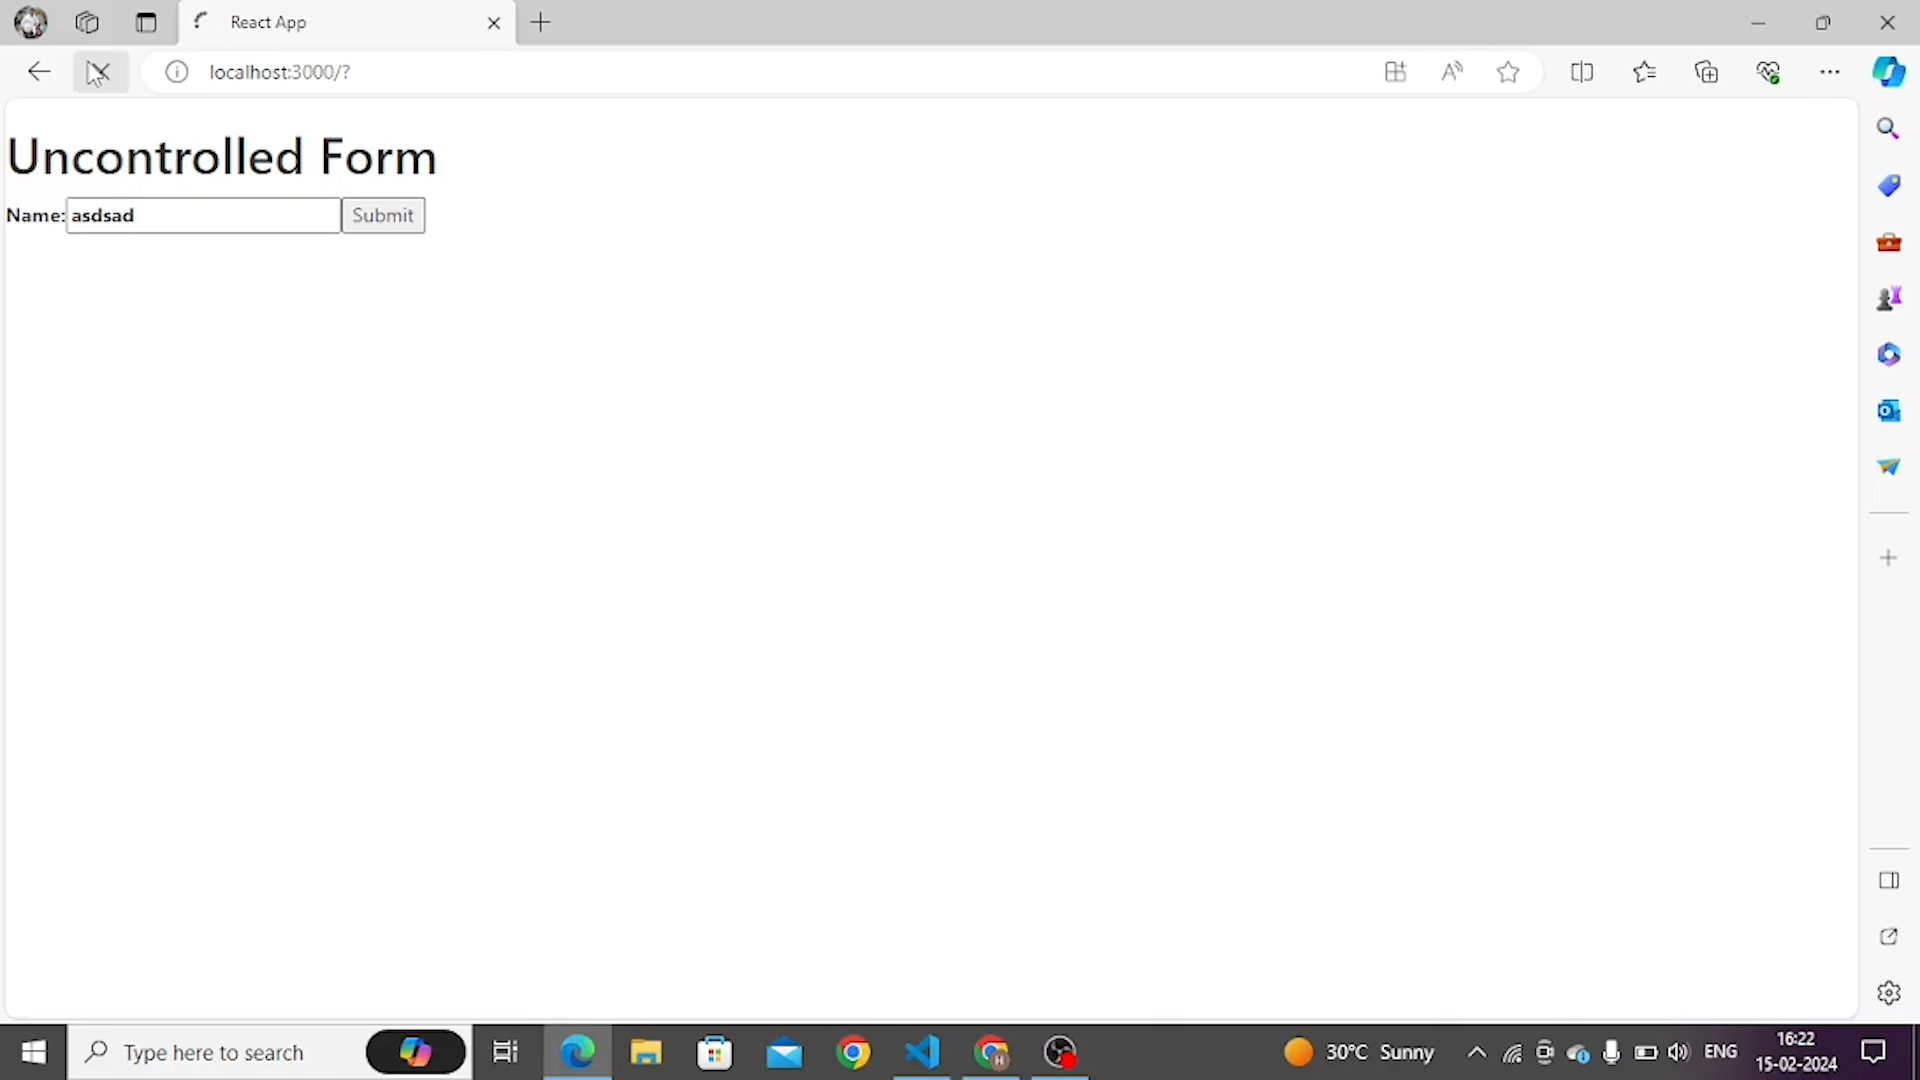 React App
localhost:3000/?
Uncontrolled Form
Name: asdsad Submit
Type here to search
30°C Sunny
ENG
16:22
15-02-2024